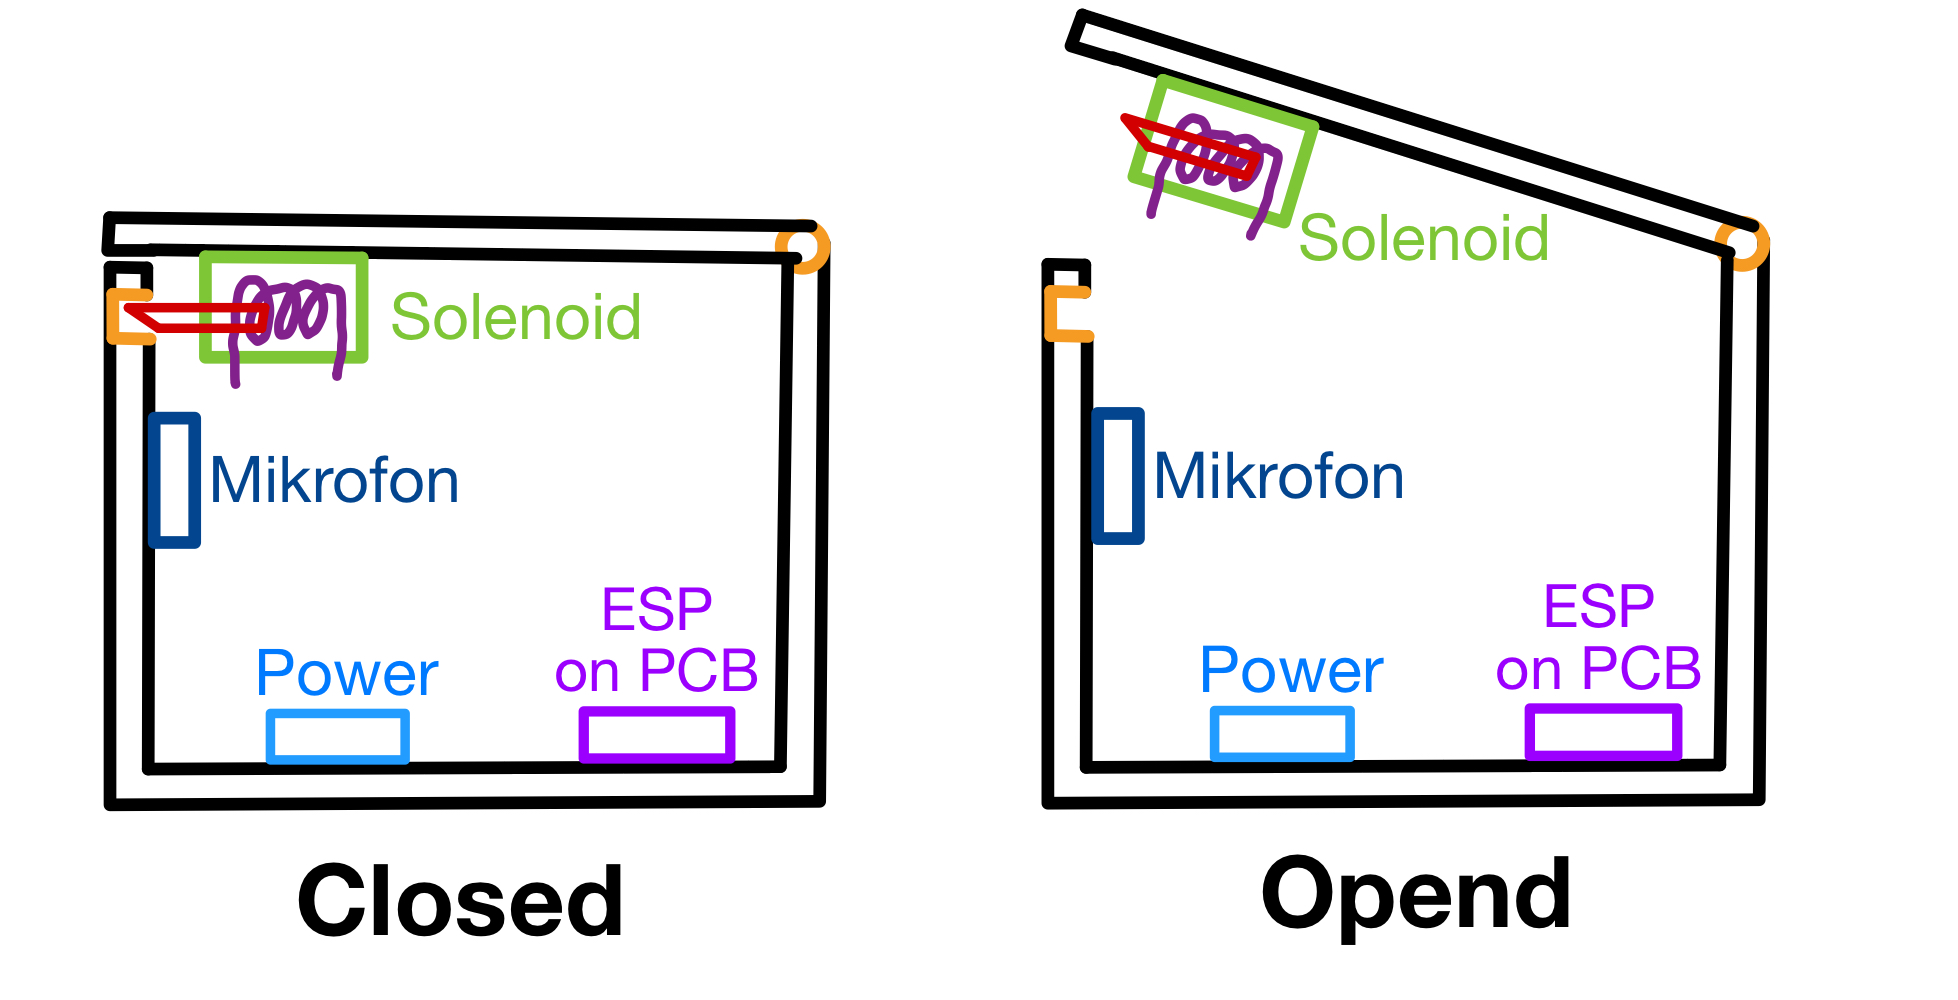 Solenoid
Mikrofon
Power
ESP
on PCB
Closed
Solenoid
Mikrofon
Power
ESP
on PCB
Opend